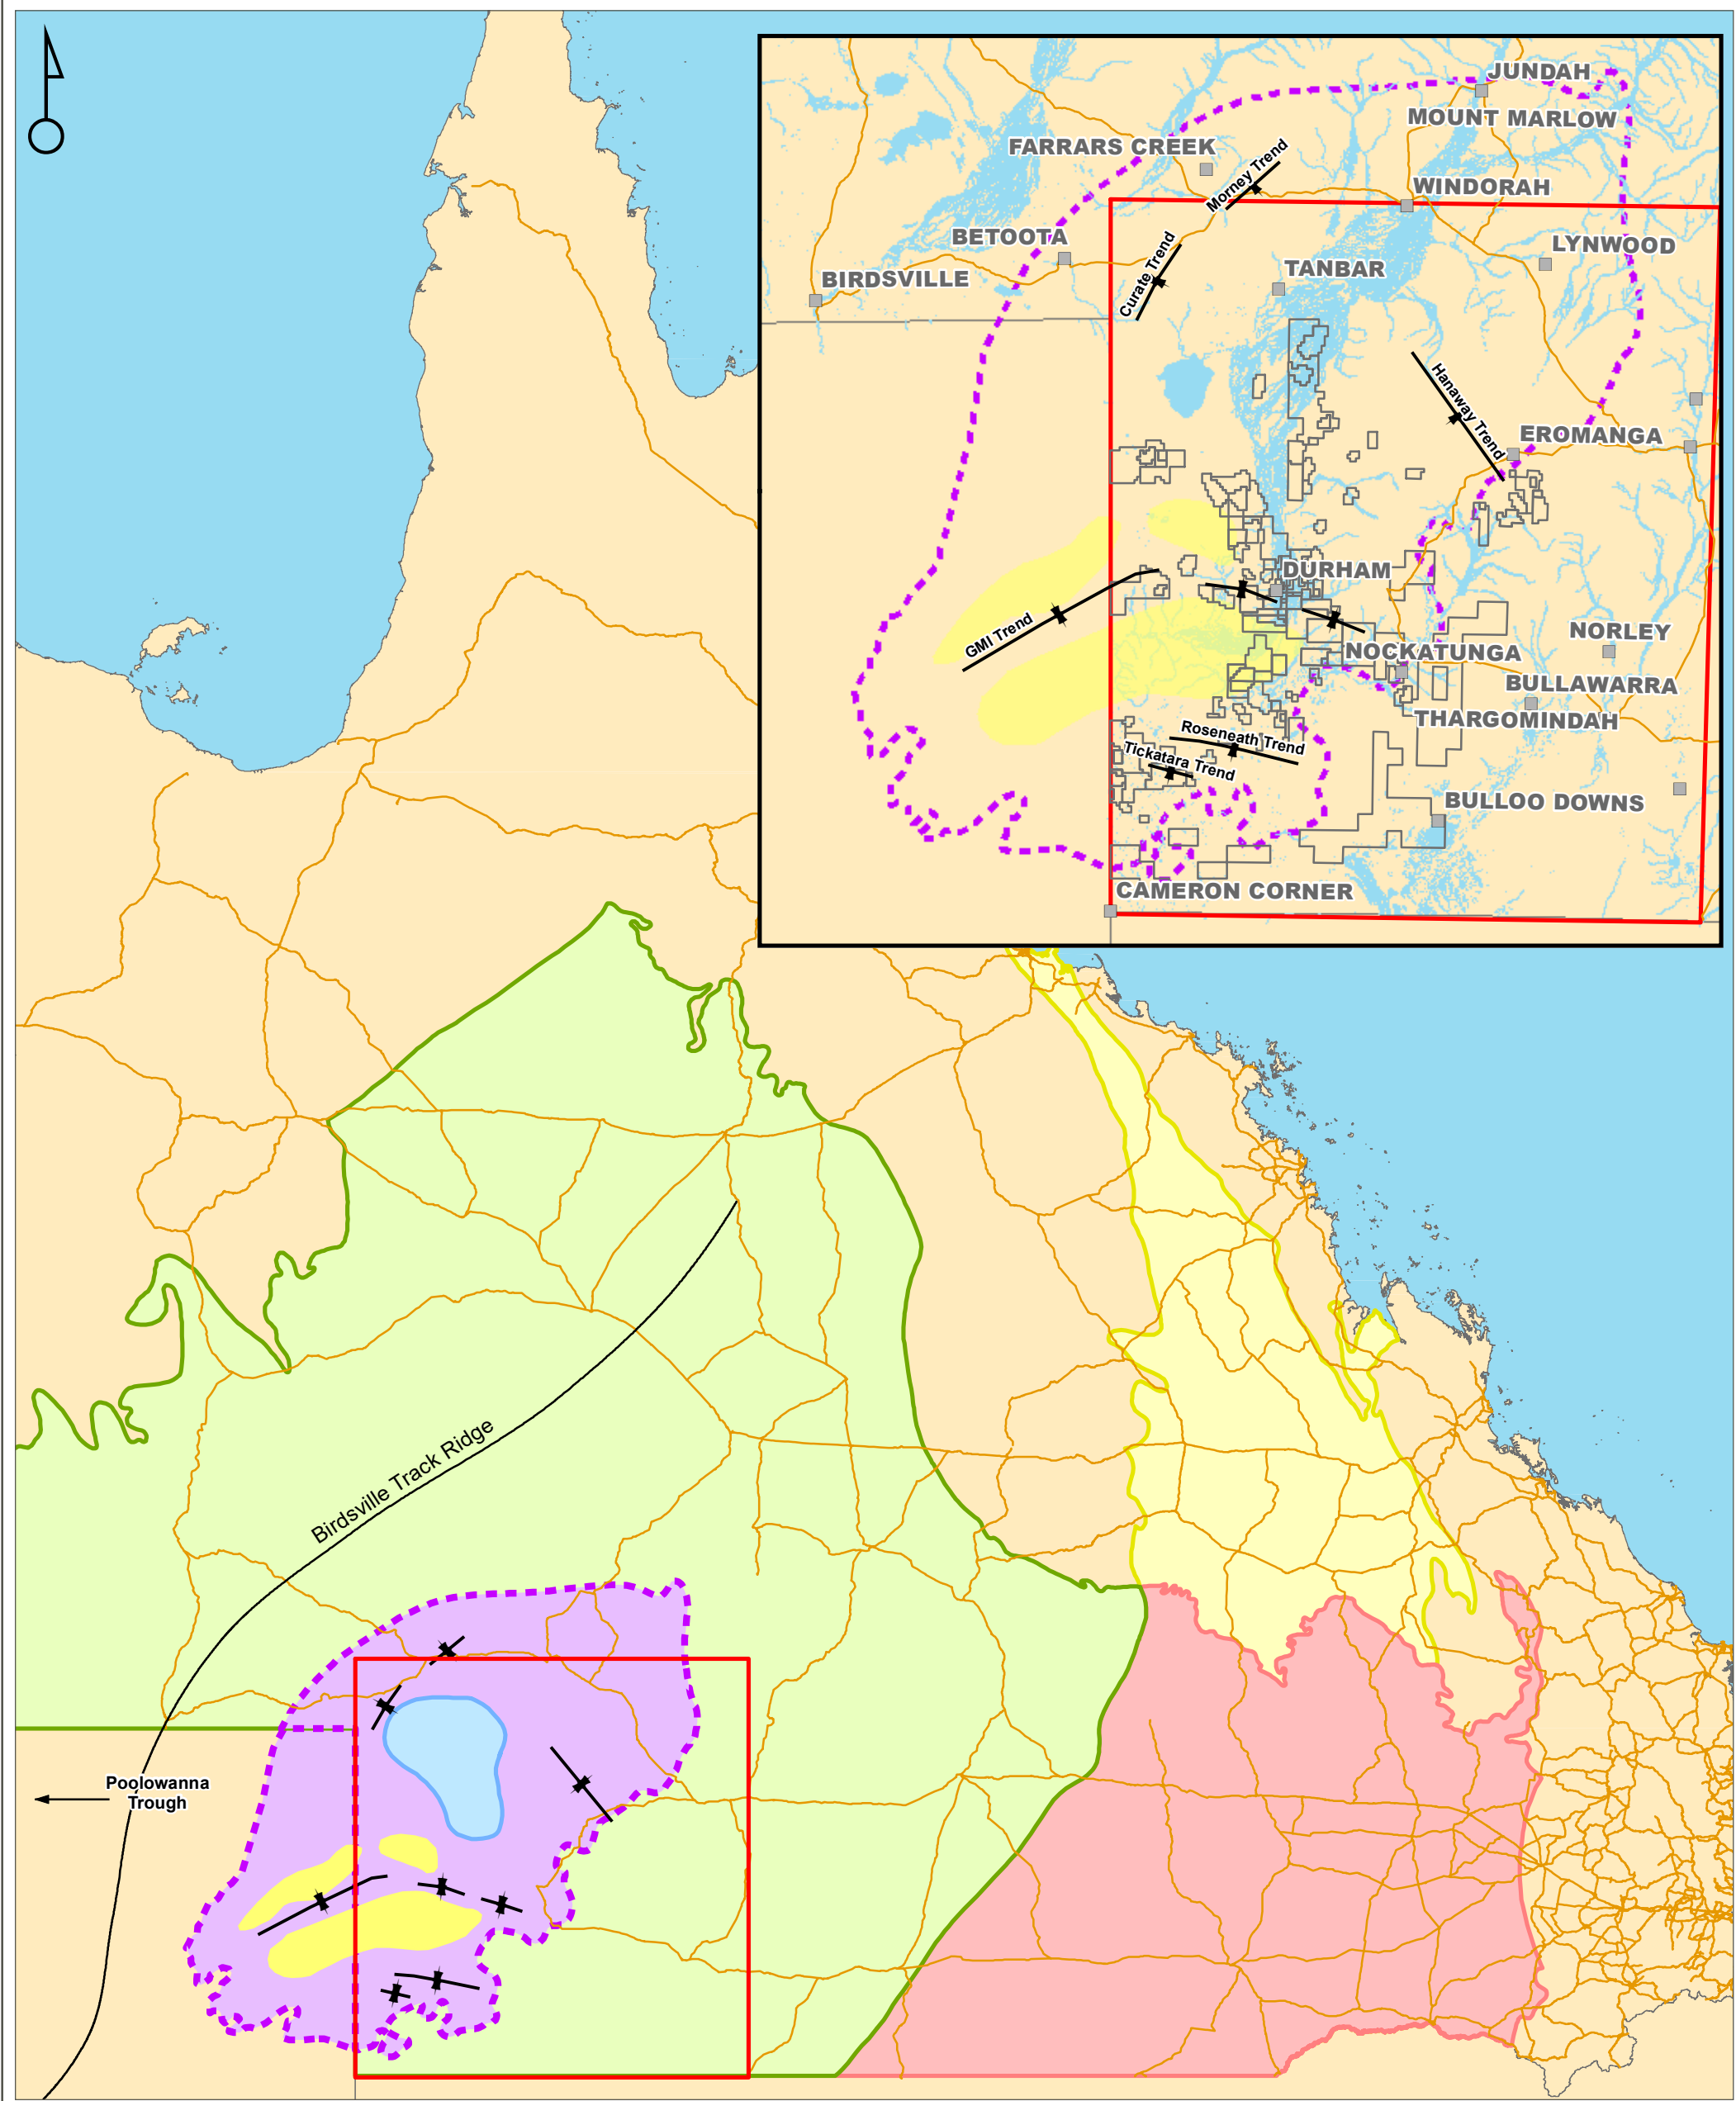 JUNDAH
MOUNT MARLOW
FARRARS CREEK
Morney Trend
WINDORAH
BETOOTA
Curate Trend
LYNWOOD
TANBAR
BIRDSVILLE
Hanaway Trend
EROMANGA
DURHAM
GMI Trend
NORLEY
NOCKATUNGA
BULLAWARRA
THARGOMINDAH
Roseneath Trend
Tickatara Trend
BULLOO DOWNS
CAMERON CORNER
Birdsville Track Ridge
Poolowanna
Trough